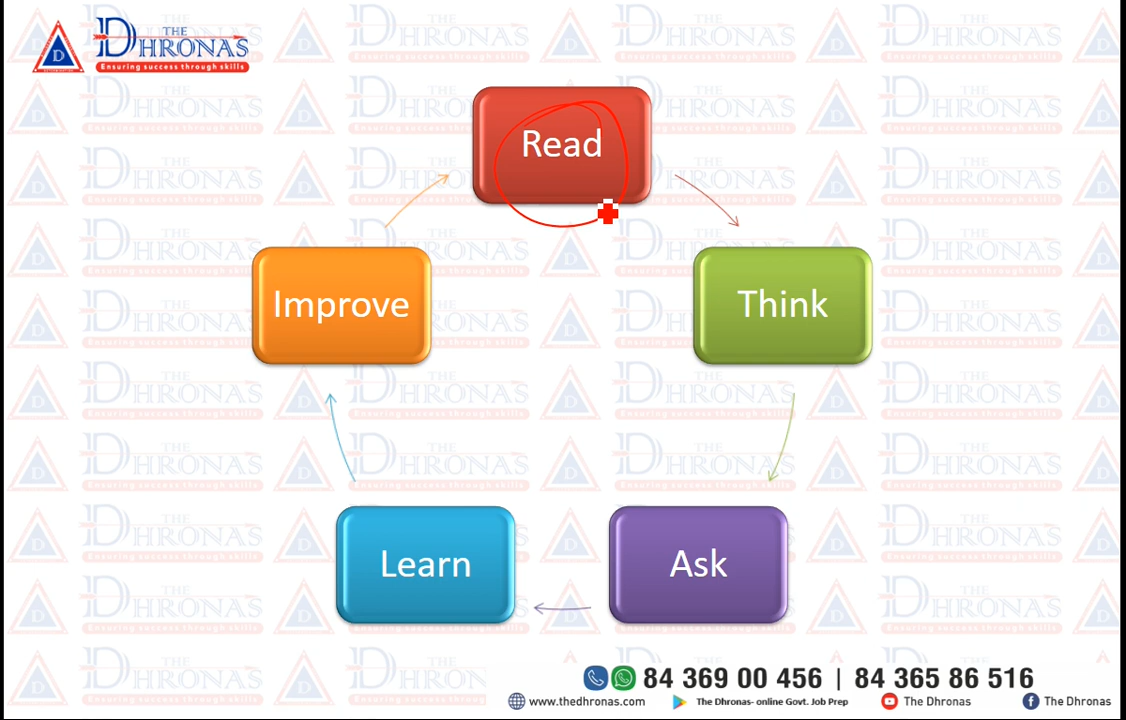 THE
DHRONAS
Ensuring success through skills
Read
Improve
Think
Learn
Ask
84 369 00 456 | 84 365 86 516
www.thedhronas.com
The Dhronas- online Govt. Job Prep
The Dhronas
The Dhronas